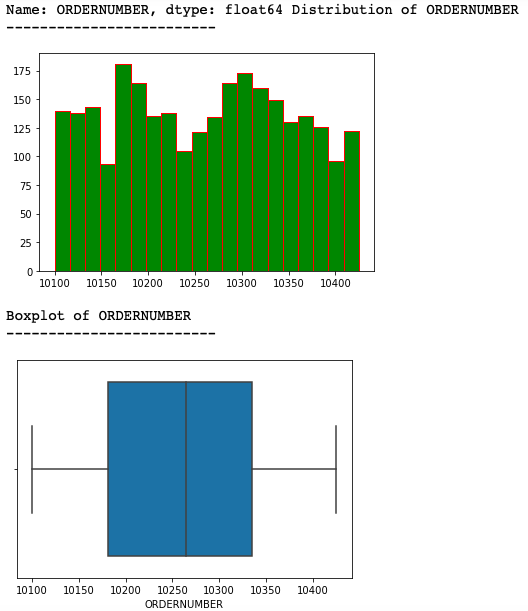 Name: ORDERNUMBER, dtype: float64 Distribution of ORDERNUMBER
---------------------------
175
150
125
100
75
50
25
0
10100 10150 10200 10250 10300 10350 10400
Boxplot of ORDERNUMBER
---------------------------
10100 10150 10200 10250 10300 10350 10400
ORDERNUMBER